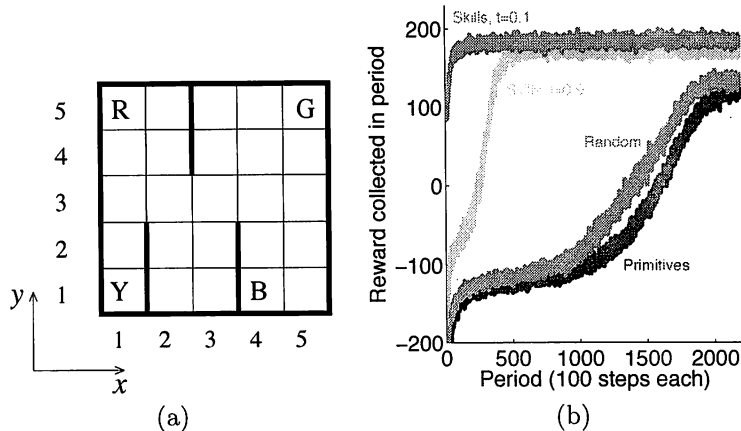 5
4
3
2
1
R
G
Y
B
1 2 3 4 5
y
x
(a)
Reward collected in period
200
100
0
−100
−200
Skills, t=0.1
Random
Primitives
0 500 1000 1500 2000
Period (100 steps each)
(b)